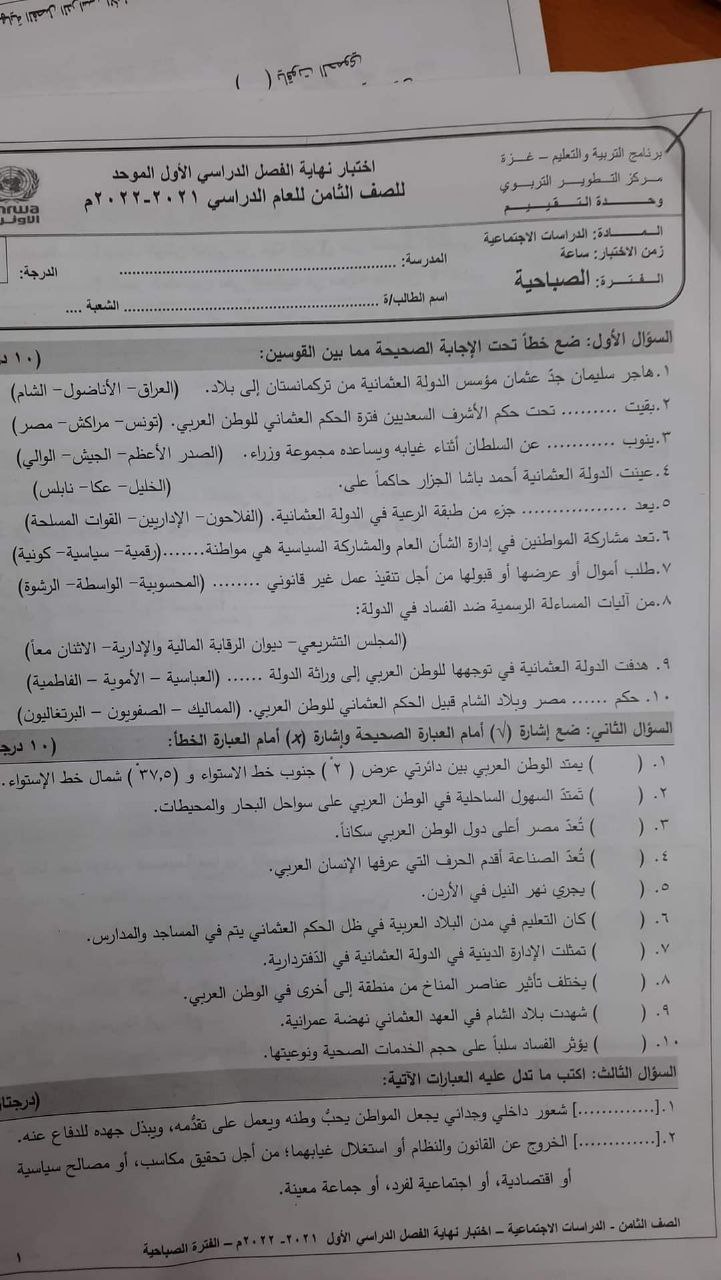 ياقوت الحموي ( )
برنامج التربية والتعليم – غـزة
مركز التطوير التربوي
وحدة التقييم
اختبار نهاية الفصل الدراسي الأول الموحد
للصف الثامن للعام الدراسي ٢٠٢١-٢٠٢٢م
الأونر
المـــادة: الدراسات الاجتماعية
زمن الاختبار: ساعة
الفـتـرة: الصباحية
المدرسة: ......................................................
اسم الطالب/ة ................................................... الشعبة ....
الدرجة:
السؤال الأول: ضع خطاً تحت الإجابة الصحيحة مما بين القوسين: (١٠
١. هاجر سليمان جدّ عثمان مؤسس الدولة العثمانية من تركمانستان إلى بلاد. (العراق- الأناضول- الشام)
٢. بقيت ......... تحت حكم الأشرف السعديين فترة الحكم العثماني للوطن العربي. (تونس- مراكش- مصر)
٣. ينوب ........... عن السلطان أثناء غيابه ويساعده مجموعة وزراء. (الصدر الأعظم- الجيش- الوالي)
٤. عينت الدولة العثمانية أحمد باشا الجزار حاكماً على. (الخليل- عكا- نابلس)
٥. يعد ................. جزء من طبقة الرعية في الدولة العثمانية. (الفلاحون- الإداريين- القوات المسلحة)
٦. تعد مشاركة المواطنين في إدارة الشأن العام والمشاركة السياسية هي مواطنة.......(رقمية- سياسية- كونية)
٧. طلب أموال أو عرضها أو قبولها من أجل تنفيذ عمل غير قانوني ........ (المحسوبية- الواسطة- الرشوة)
٨. من آليات المساءلة الرسمية ضد الفساد في الدولة:
(المجلس التشريعي- ديوان الرقابة المالية والإدارية- الاثنان معاً)
٩. هدفت الدولة العثمانية في توجهها للوطن العربي إلى وراثة الدولة ...... (العباسية - الأموية - الفاطمية)
١٠. حكم ...... مصر وبلاد الشام قبيل الحكم العثماني للوطن العربي. (المماليك - الصفويون - البرتغاليون)
السؤال الثاني: ضع إشارة (√) أمام العبارة الصحيحة وإشارة (x) أمام العبارة الخطأ: (١٠ درج
١. ( ) يمتد الوطن العربي بين دائرتي عرض ( ٢°) جنوب خط الاستواء و (٣٧,٥°) شمال خط الإستواء.
٢. ( ) تَمتدّ السهول الساحلية في الوطن العربي على سواحل البحار والمحيطات.
٣. ( ) تُعدّ مصر أعلى دول الوطن العربي سكاناً.
٤. ( ) تُعدّ الصناعة أقدم الحرف التي عرفها الإنسان العربي.
٥. ( ) يجري نهر النيل في الأردن.
٦. ( ) كان التعليم في مدن البلاد العربية في ظل الحكم العثماني يتم في المساجد والمدارس.
٧. ( ) تمثلت الإدارة الدينية في الدولة العثمانية في الدّفتردارية.
٨. ( ) يختلف تأثير عناصر المناخ من منطقة إلى أخرى في الوطن العربي.
٩. ( ) شهدت بلاد الشام في العهد العثماني نهضة عمرانية.
١٠. ( ) يؤثر الفساد سلباً على حجم الخدمات الصحية ونوعيتها.
السؤال الثالث: اكتب ما تدل عليه العبارات الآتية: (درجتا
١. [.............] شعور داخلي وجداني يجعل المواطن يحبُّ وطنه ويعمل على تقدُّمه، ويبذل جهده للدفاع عنه.
٢. [.............] الخروج عن القانون والنظام أو استغلال غيابهما؛ من أجل تحقيق مكاسب، أو مصالح سياسية
أو اقتصادية، أو اجتماعية لفرد، أو جماعة معينة.
الصف الثامن - الدراسات الاجتماعية – اختبار نهاية الفصل الدراسي الأول ٢٠٢١- ٢٠٢٢م – الفترة الصباحية
١